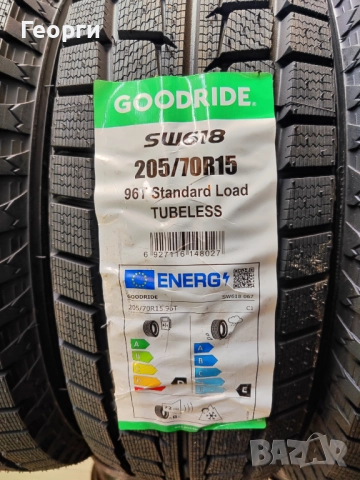 Георги
GOODRIDE®
SW618
205/70R15
96T Standard Load
TUBELESS
6 927116 148027
ENERG
GOODRIDE
SW618 667
205/70R15 96T
C1
A
B
C
D
E
A
B
C
D
E
E
BAZAR